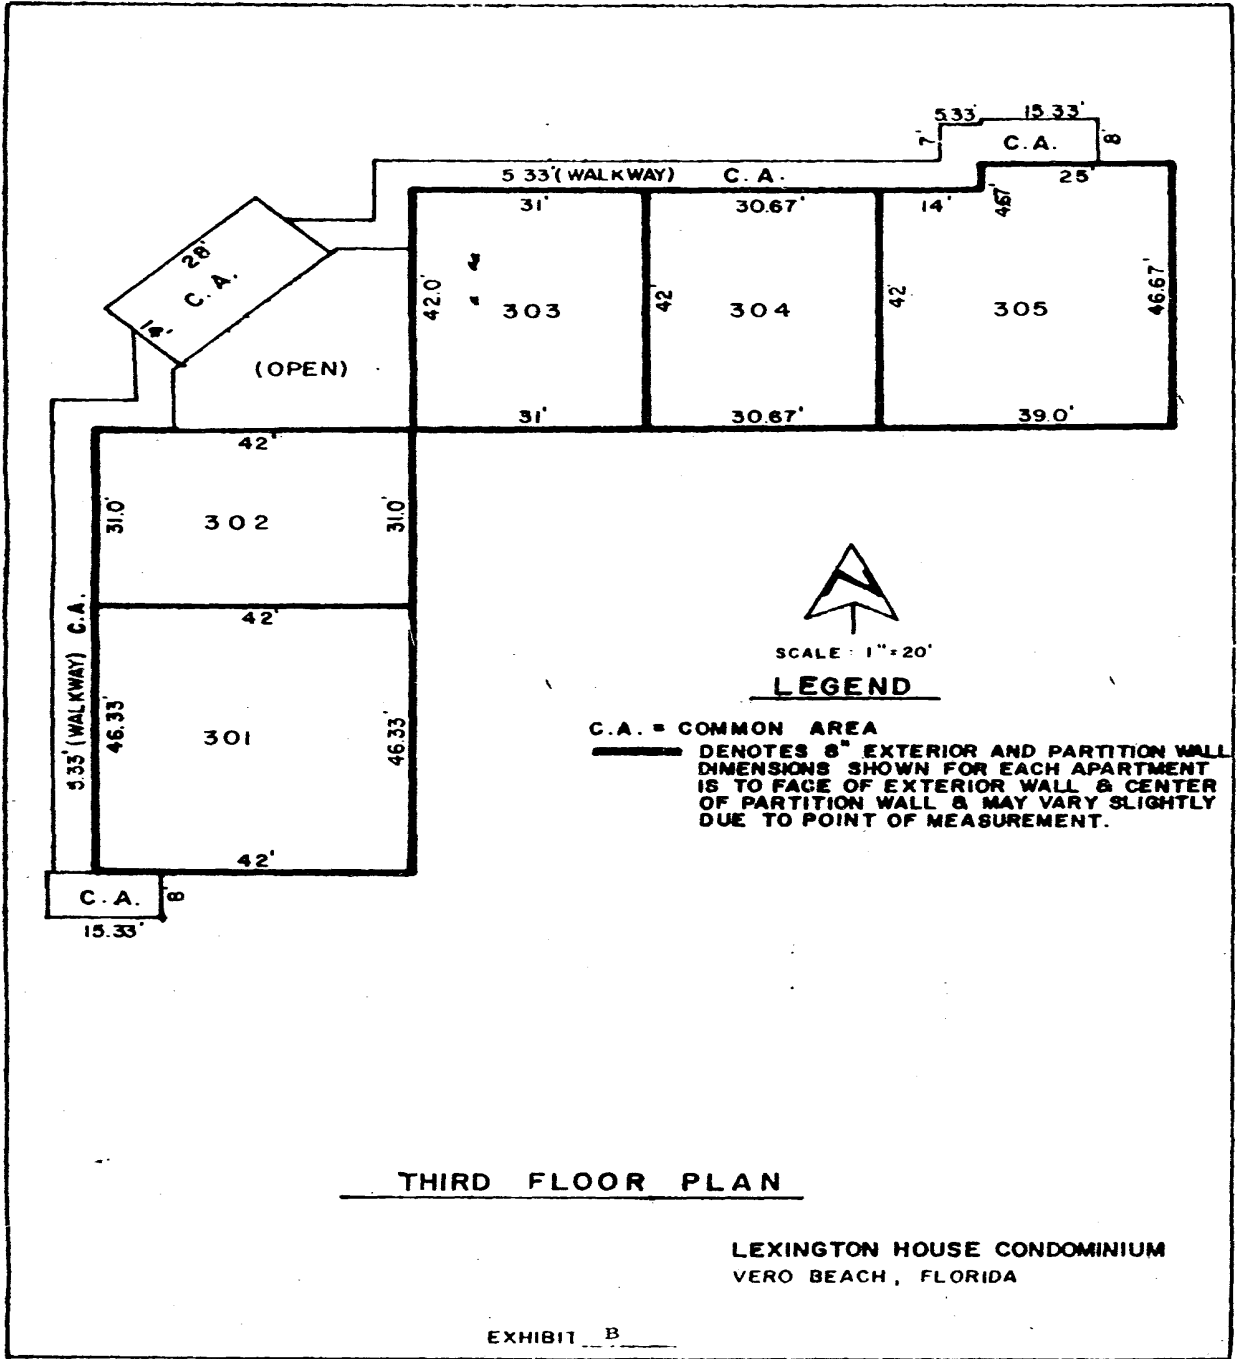 5.33' 15.33'
7' C.A. 8'
5.33'(WALKWAY) C.A.
31' 30.67' 14' 4.67' 25'
28'
C.A.
14'
42.0' 303 42' 304 42' 305 46.67'
(OPEN)
31' 30.67' 39.0'
42'
31.0' 302 31.0'
42'
5.33'(WALKWAY) C.A.
46.33' 301 46.33'
42'
C.A. 8'
15.33'
N
SCALE : 1"=20'
LEGEND
C.A. = COMMON AREA
DENOTES 8" EXTERIOR AND PARTITION WALL
DIMENSIONS SHOWN FOR EACH APARTMENT
IS TO FACE OF EXTERIOR WALL & CENTER
OF PARTITION WALL & MAY VARY SLIGHTLY
DUE TO POINT OF MEASUREMENT.
THIRD FLOOR PLAN
LEXINGTON HOUSE CONDOMINIUM
VERO BEACH, FLORIDA
EXHIBIT B